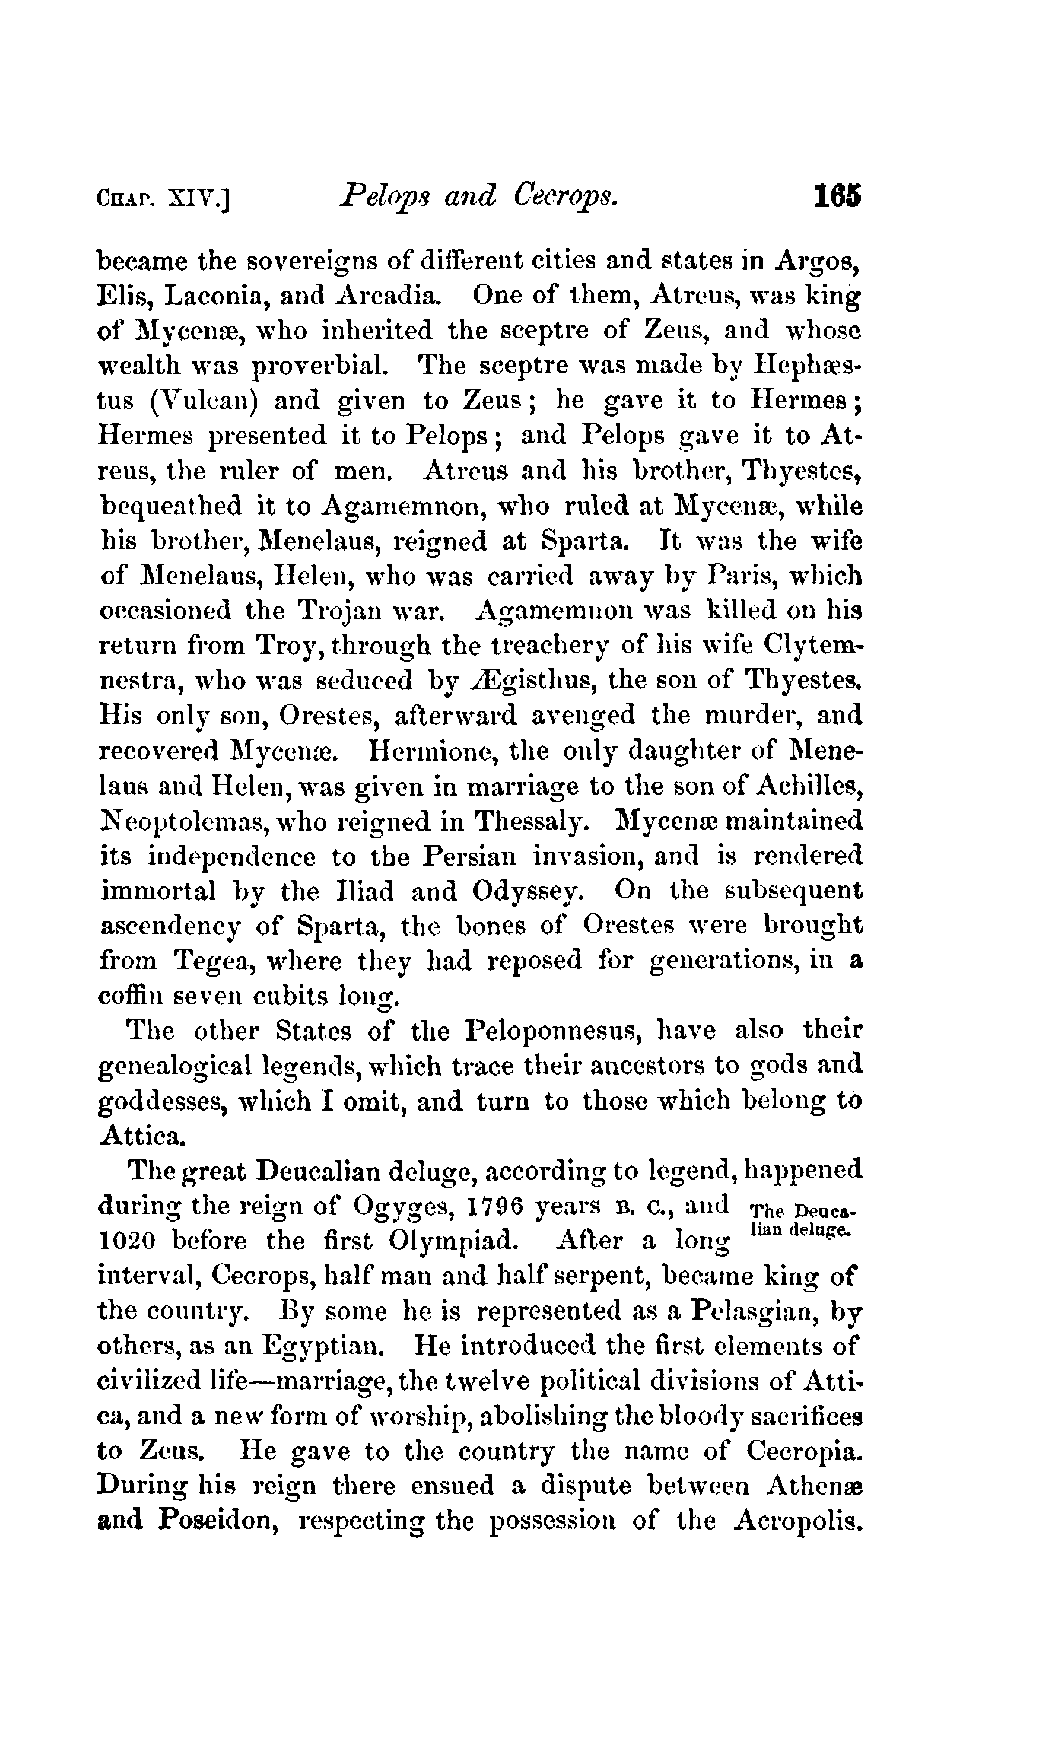 CHAP. XIV.] Pelops and Cecrops. 165
became the sovereigns of different cities and states in Argos,
Elis, Laconia, and Arcadia. One of them, Atreus, was king
of Mycenæ, who inherited the sceptre of Zeus, and whose
wealth was proverbial. The sceptre was made by Hephæs-
tus (Vulcan) and given to Zeus; he gave it to Hermes;
Hermes presented it to Pelops; and Pelops gave it to At-
reus, the ruler of men. Atreus and his brother, Thyestes,
bequeathed it to Agamemnon, who ruled at Mycenæ, while
his brother, Menelaus, reigned at Sparta. It was the wife
of Menelaus, Helen, who was carried away by Paris, which
occasioned the Trojan war. Agamemnon was killed on his
return from Troy, through the treachery of his wife Clytem-
nestra, who was seduced by Ægisthus, the son of Thyestes.
His only son, Orestes, afterward avenged the murder, and
recovered Mycenæ. Hermione, the only daughter of Mene-
laus and Helen, was given in marriage to the son of Achilles,
Neoptolemas, who reigned in Thessaly. Mycenæ maintained
its independence to the Persian invasion, and is rendered
immortal by the Iliad and Odyssey. On the subsequent
ascendency of Sparta, the bones of Orestes were brought
from Tegea, where they had reposed for generations, in a
coffin seven cubits long.
The other States of the Peloponnesus, have also their
genealogical legends, which trace their ancestors to gods and
goddesses, which I omit, and turn to those which belong to
Attica.
The great Deucalian deluge, according to legend, happened
during the reign of Ogyges, 1796 years B. C., and The Deuca-
1020 before the first Olympiad. After a long lian deluge.
interval, Cecrops, half man and half serpent, became king of
the country. By some he is represented as a Pelasgian, by
others, as an Egyptian. He introduced the first elements of
civilized life—marriage, the twelve political divisions of Atti-
ca, and a new form of worship, abolishing the bloody sacrifices
to Zeus. He gave to the country the name of Cecropia.
During his reign there ensued a dispute between Athenæ
and Poseidon, respecting the possession of the Acropolis.